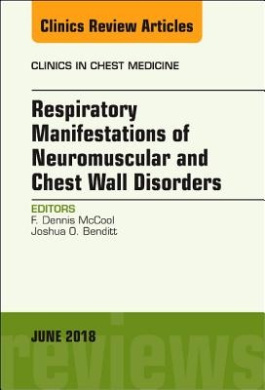 Clinics Review Articles
CLINICS IN CHEST MEDICINE
Respiratory
Manifestations of
Neuromuscular and
Chest Wall Disorders
EDITORS
F. Dennis McCool
Joshua O. Benditt
JUNE 2018
reviews